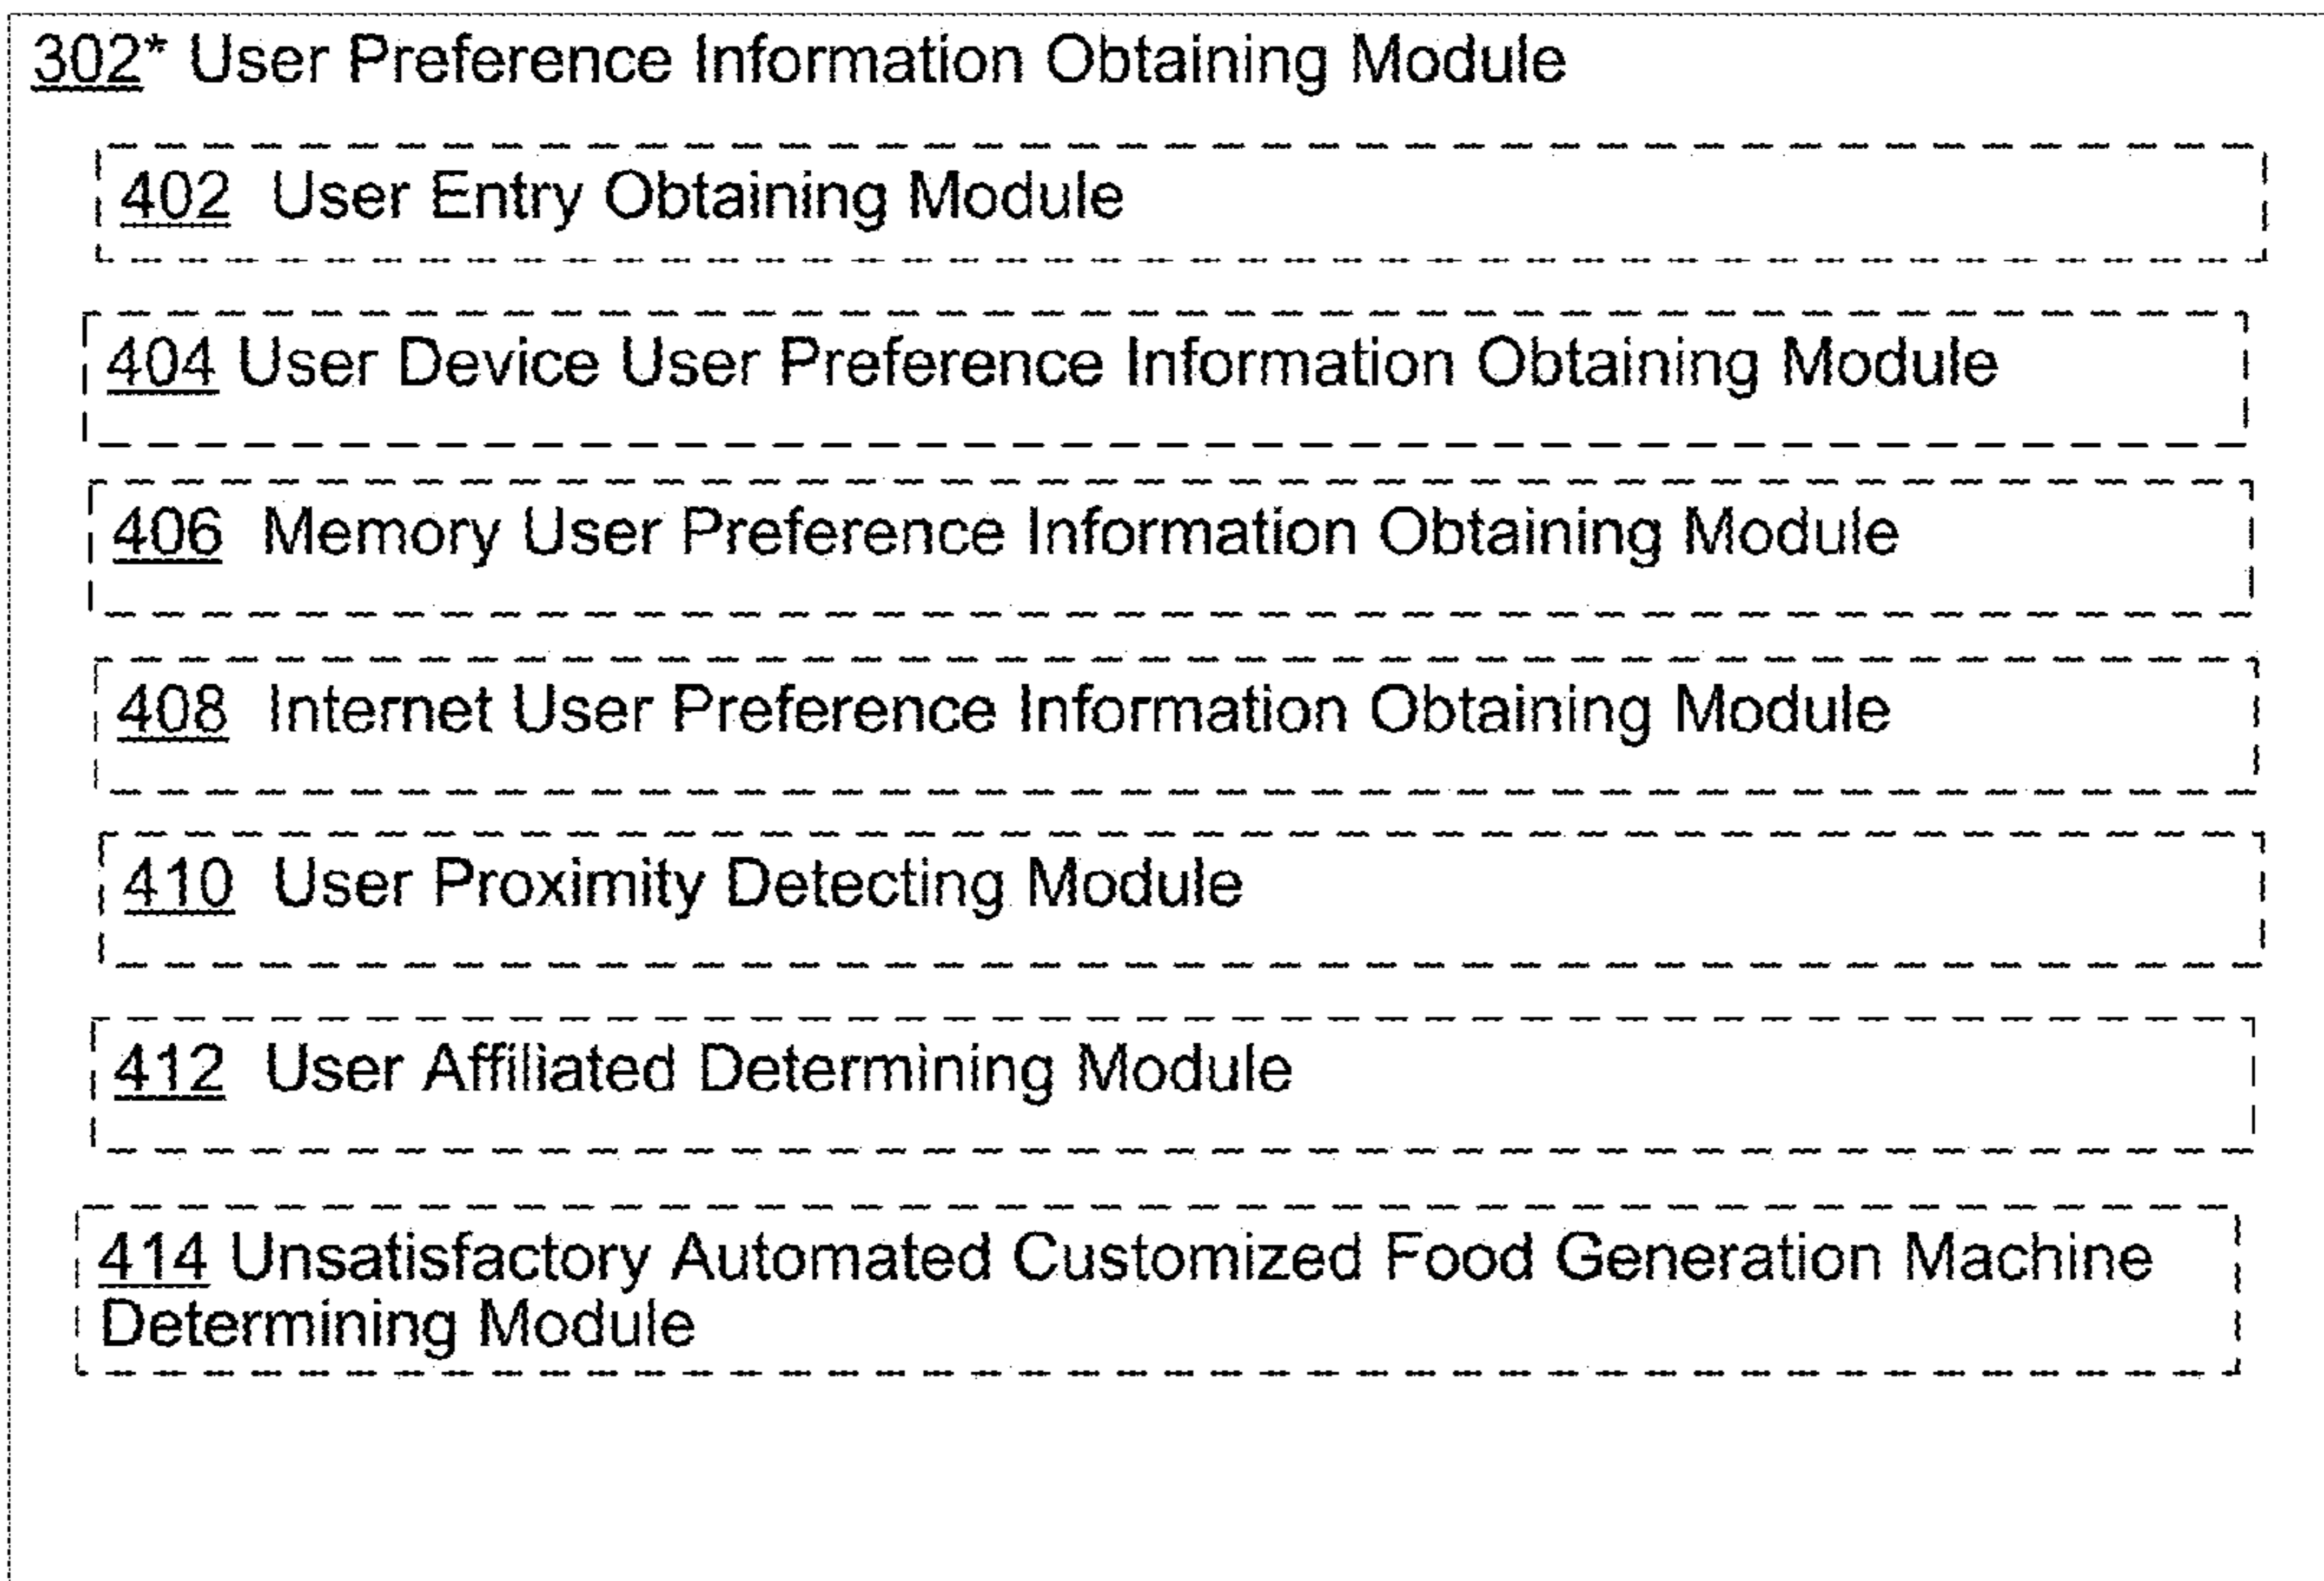 302* User Preference Information Obtaining Module
402 User Entry Obtaining Module
404 User Device User Preference Information Obtaining Module
406 Memory User Preference Information Obtaining Module
408 Internet User Preference Information Obtaining Module
410 User Proximity Detecting Module
412 User Affiliated Determining Module
414 Unsatisfactory Automated Customized Food Generation Machine
Determining Module